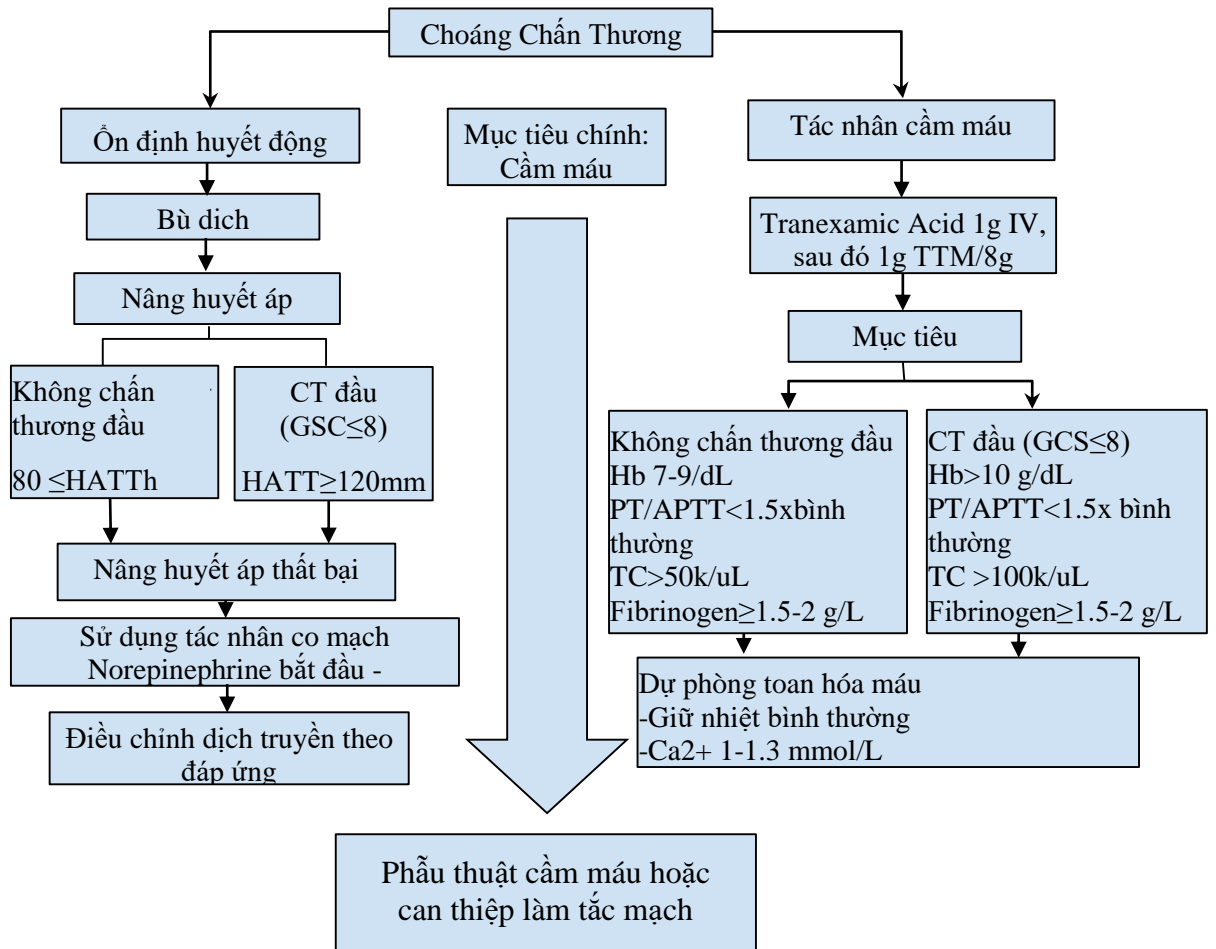 Choáng Chấn Thương
Ổn định huyết động
Bù dich
Nâng huyết áp
Không chấn
thương đầu
80 ≤HATTh
CT đầu
(GSC≤8)
HATT≥120mm
Nâng huyết áp thất bại
Sử dụng tác nhân co mạch
Norepinephrine bắt đầu -
Điều chỉnh dịch truyền theo
đáp ứng
Mục tiêu chính:
Cầm máu
Tác nhân cầm máu
Tranexamic Acid 1g IV,
sau đó 1g TTM/8g
Mục tiêu
Không chấn thương đầu
Hb 7-9/dL
PT/APTT<1.5xbình
thường
TC>50k/uL
Fibrinogen≥1.5-2 g/L
CT đầu (GCS≤8)
Hb>10 g/dL
PT/APTT<1.5x bình
thường
TC >100k/uL
Fibrinogen≥1.5-2 g/L
Dự phòng toan hóa máu
-Giữ nhiệt bình thường
-Ca2+ 1-1.3 mmol/L
Phẫu thuật cầm máu hoặc
can thiệp làm tắc mạch